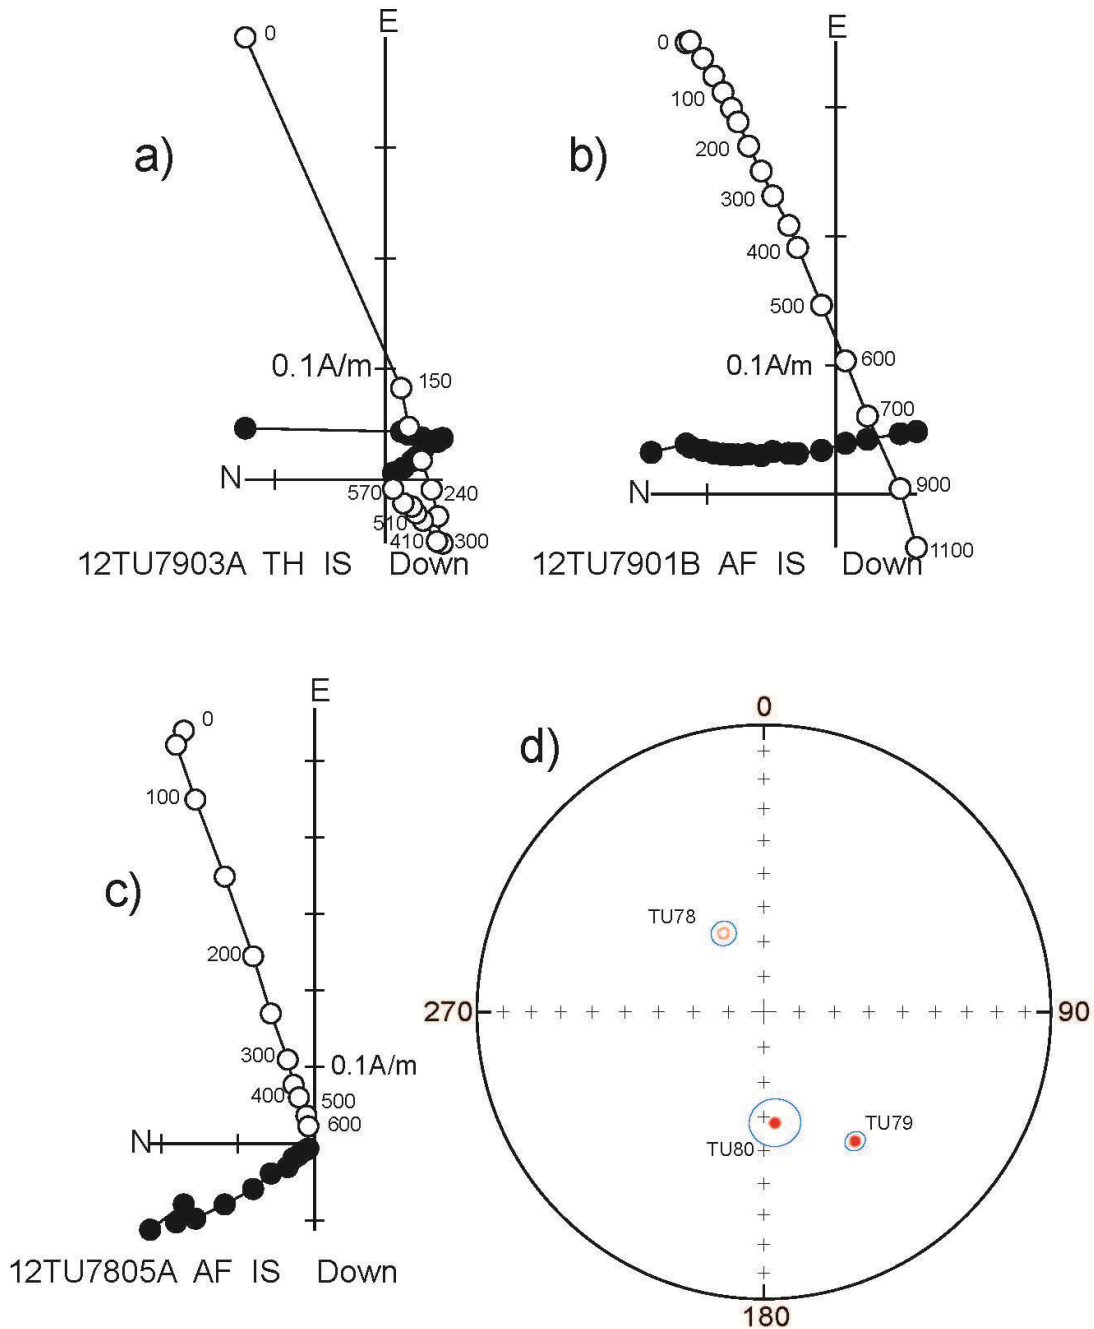 a)
E
0
0.1A/m
150
N
570
240
510
410
300
12TU7903A TH IS Down
b)
E
0
100
200
300
400
500
0.1A/m
600
700
N
900
1100
12TU7901B AF IS Down
c)
E
0
100
200
300
0.1A/m
400
500
600
N
12TU7805A AF IS Down
d)
0
TU78
270
90
TU79
TU80
180